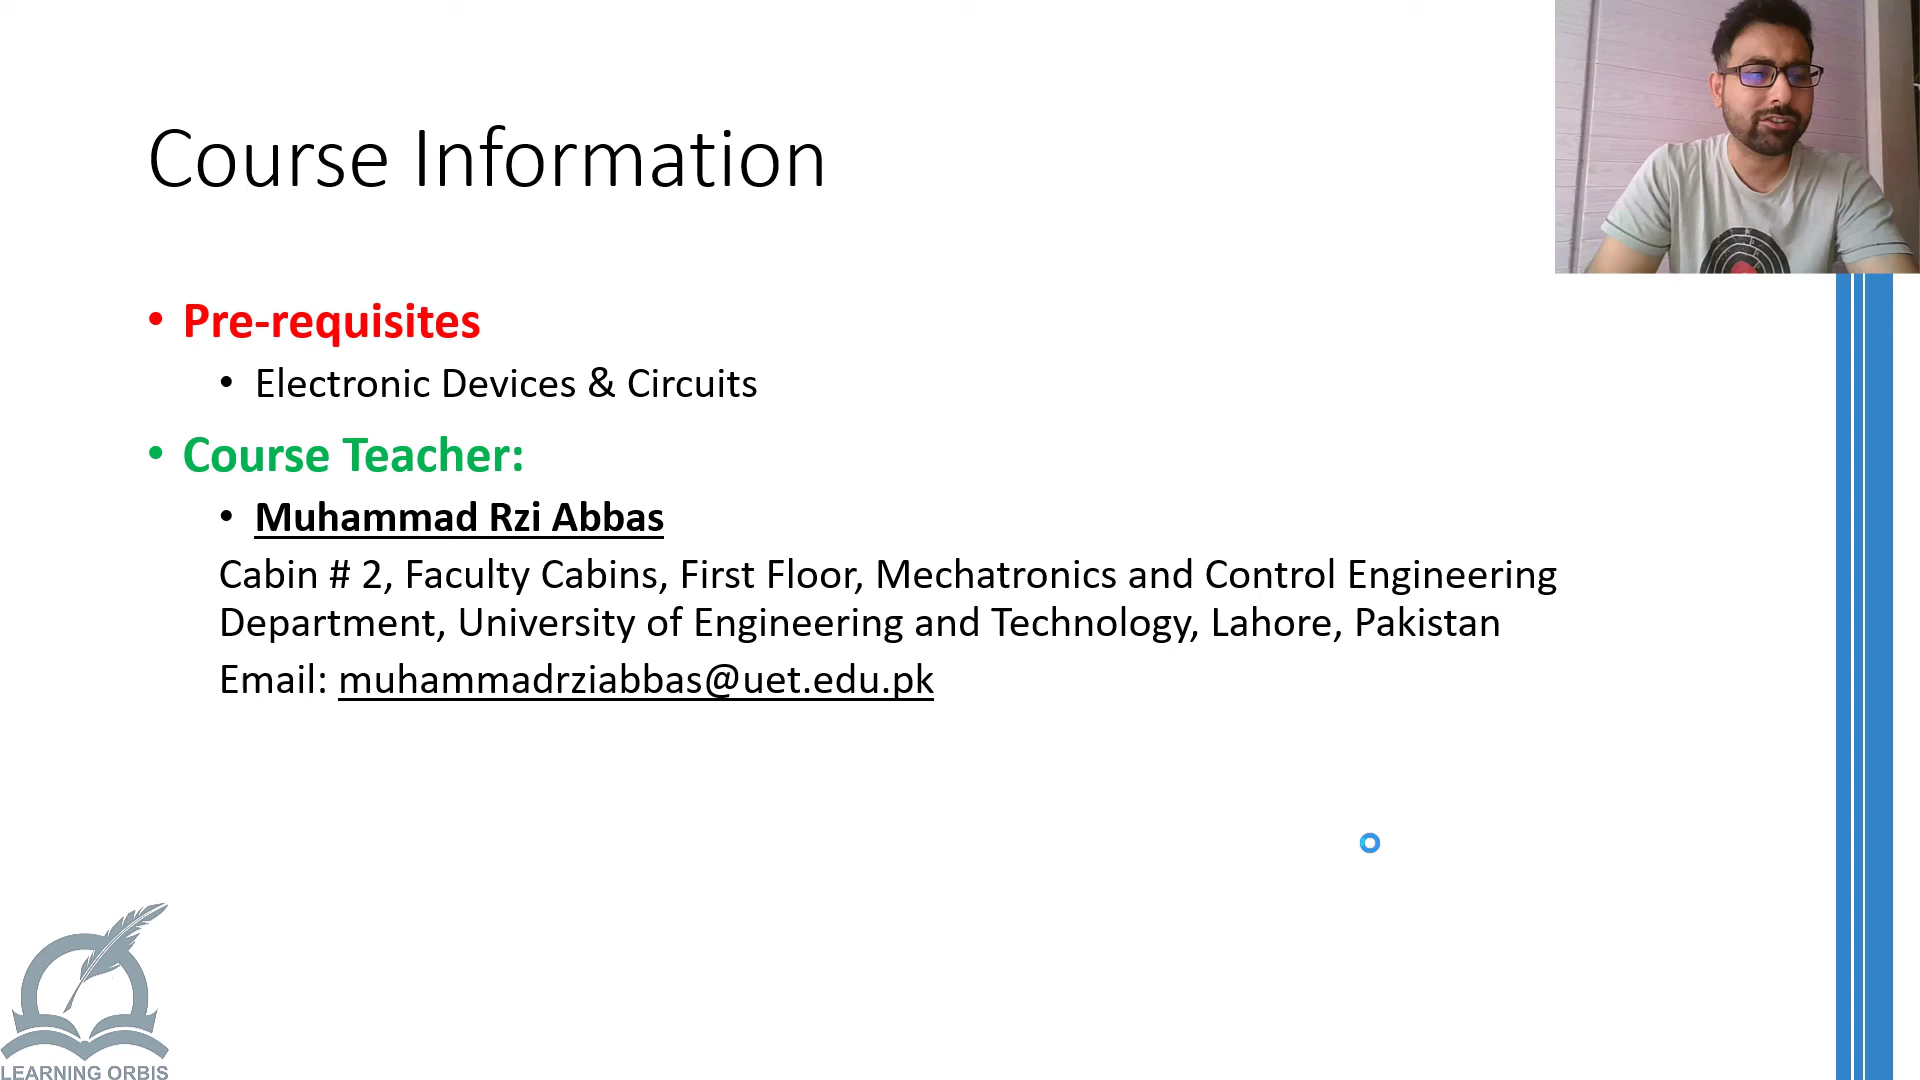 Course Information
• Pre-requisites
• Electronic Devices & Circuits
• Course Teacher:
• Muhammad Rzi Abbas
Cabin # 2, Faculty Cabins, First Floor, Mechatronics and Control Engineering
Department, University of Engineering and Technology, Lahore, Pakistan
Email: muhammadrziabbas@uet.edu.pk
LEARNING ORBIS